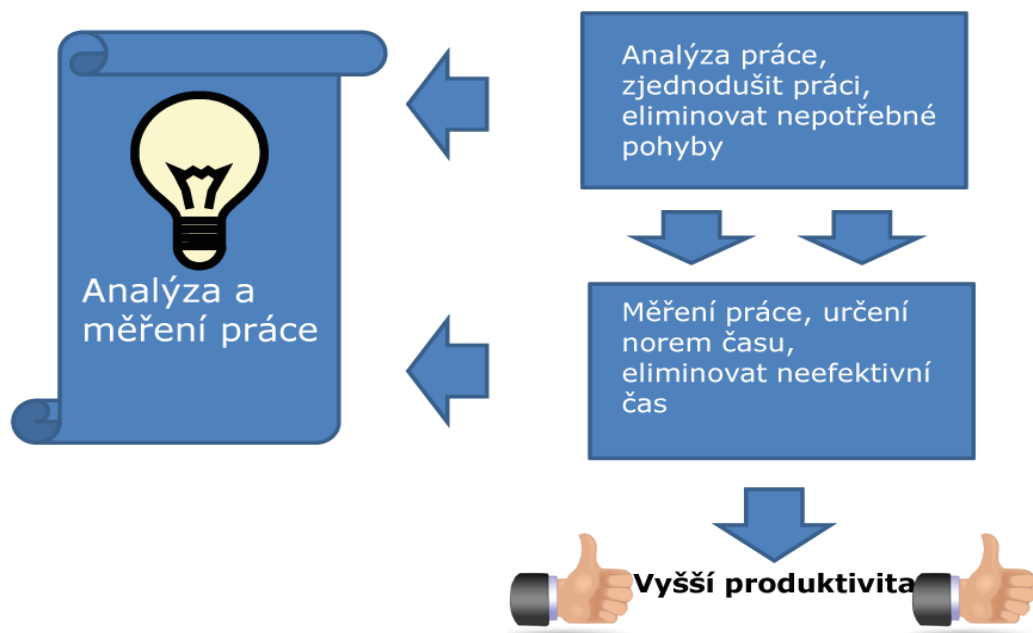 Analýza a
měření práce
Analýza práce,
zjednodušit práci,
eliminovat nepotřebné
pohyby
Měření práce, určení
norem času,
eliminovat neefektivní
čas
Vyšší produktivita